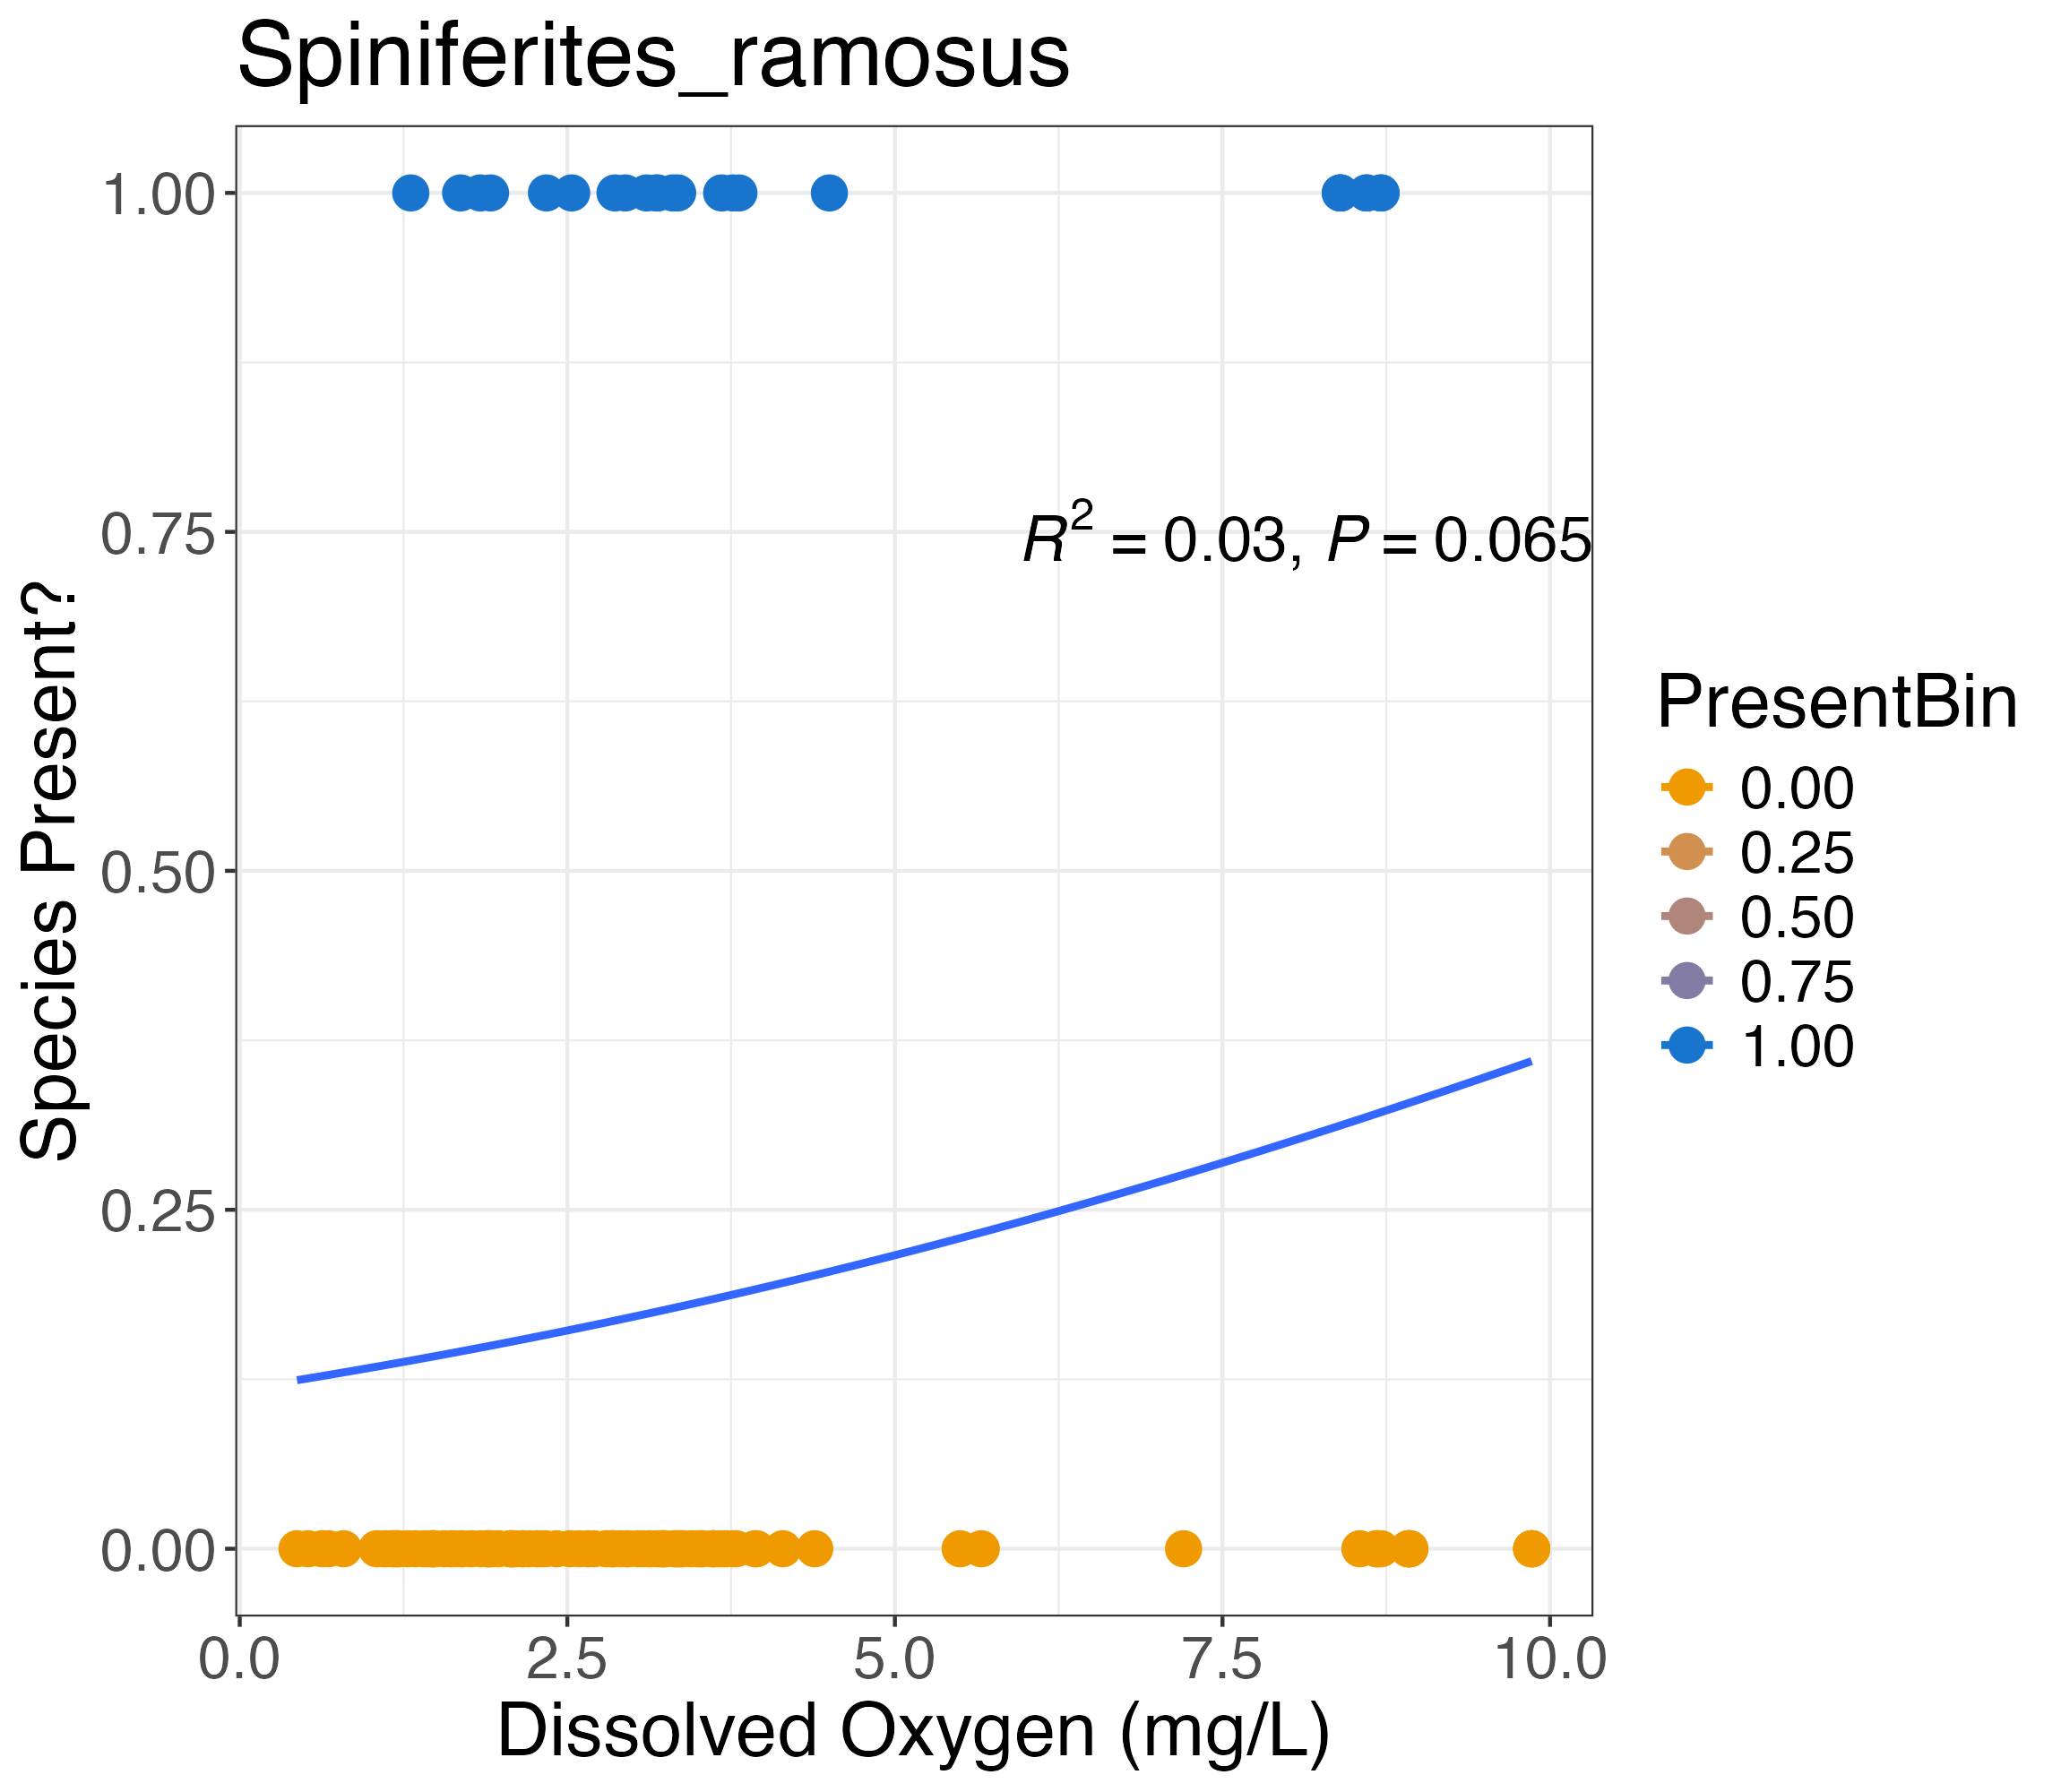 Spiniferites_ramosus
1.00
0.75
0.50
0.25
0.00
Species Present?
R² = 0.03, P = 0.065
0.0 2.5 5.0 7.5 10.0
Dissolved Oxygen (mg/L)
PresentBin
0.00
0.25
0.50
0.75
1.00